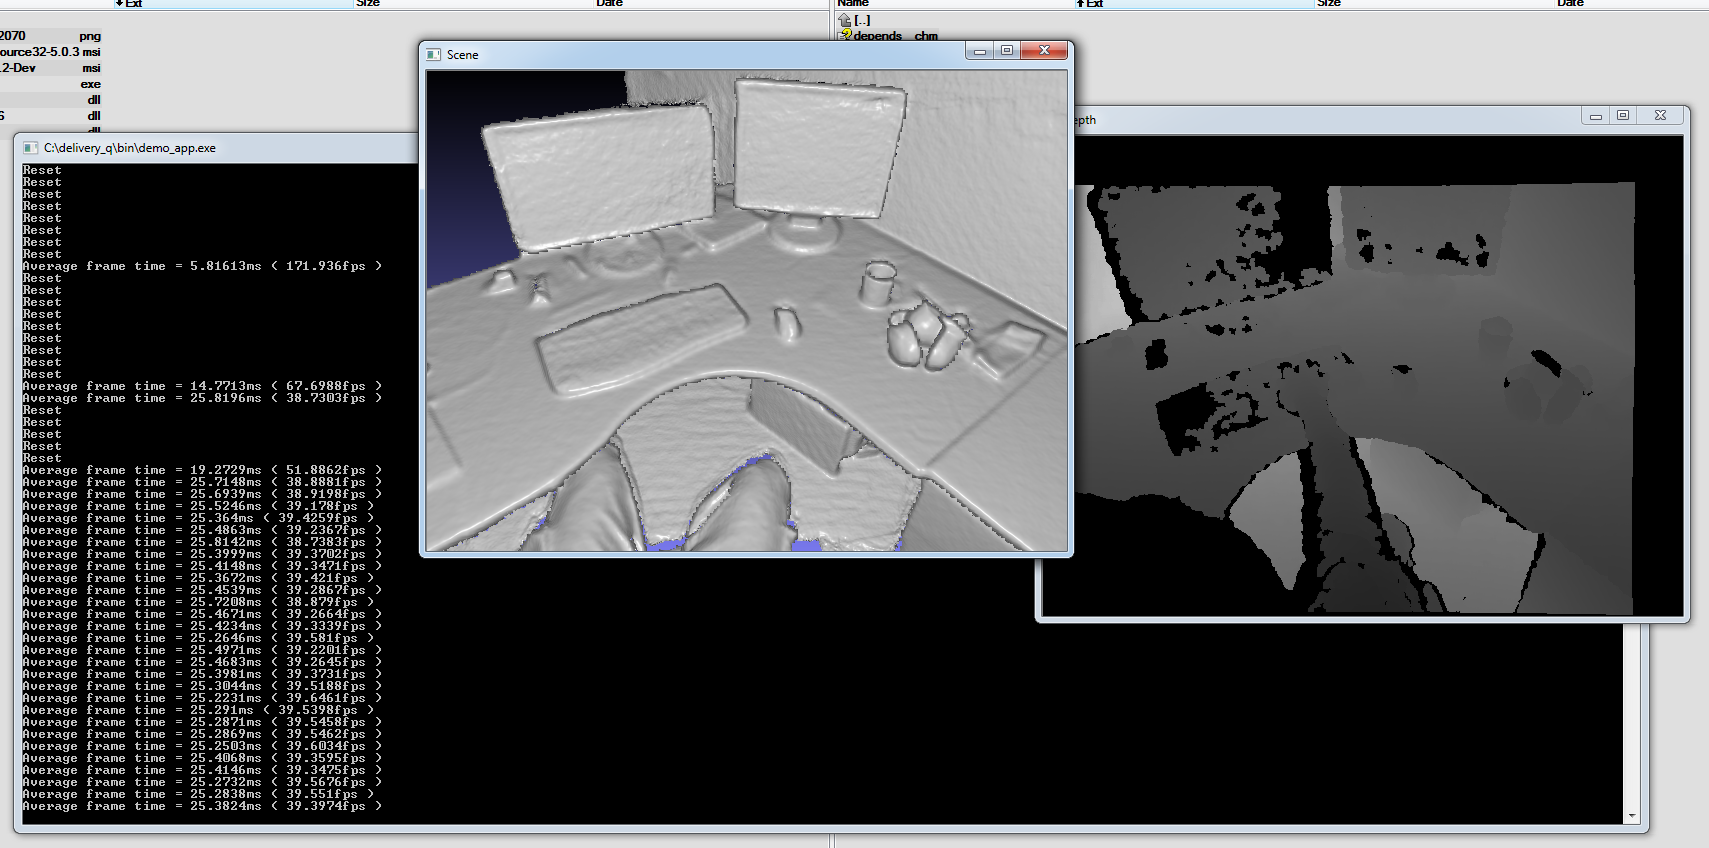 Ext Size Date
Name Ext Size Date
2070 png
[..]
ource32-5.0.3 msi
depends chm
.2-Dev msi
exe
dll
6 dll
dll
Scene
epth
C:\delivery_q\bin\demo_app.exe
Reset
Reset
Reset
Reset
Reset
Reset
Reset
Reset
Average frame time = 5.81613ms ( 171.936fps )
Reset
Reset
Reset
Reset
Reset
Reset
Reset
Reset
Reset
Average frame time = 14.7713ms ( 67.6988fps )
Average frame time = 25.8196ms ( 38.7303fps )
Reset
Reset
Reset
Reset
Reset
Average frame time = 19.2729ms ( 51.8862fps )
Average frame time = 25.7148ms ( 38.8881fps )
Average frame time = 25.6939ms ( 38.9198fps )
Average frame time = 25.5246ms ( 39.178fps )
Average frame time = 25.364ms ( 39.4259fps )
Average frame time = 25.4863ms ( 39.2367fps )
Average frame time = 25.8142ms ( 38.7383fps )
Average frame time = 25.3999ms ( 39.3702fps )
Average frame time = 25.4148ms ( 39.3471fps )
Average frame time = 25.3672ms ( 39.421fps )
Average frame time = 25.4539ms ( 39.2867fps )
Average frame time = 25.7208ms ( 38.879fps )
Average frame time = 25.4671ms ( 39.2664fps )
Average frame time = 25.4234ms ( 39.3339fps )
Average frame time = 25.2646ms ( 39.581fps )
Average frame time = 25.4971ms ( 39.2201fps )
Average frame time = 25.4683ms ( 39.2645fps )
Average frame time = 25.3981ms ( 39.3731fps )
Average frame time = 25.3044ms ( 39.5188fps )
Average frame time = 25.2231ms ( 39.6461fps )
Average frame time = 25.291ms ( 39.5398fps )
Average frame time = 25.2871ms ( 39.5458fps )
Average frame time = 25.2869ms ( 39.5462fps )
Average frame time = 25.2503ms ( 39.6034fps )
Average frame time = 25.4068ms ( 39.3595fps )
Average frame time = 25.4146ms ( 39.3475fps )
Average frame time = 25.2732ms ( 39.5676fps )
Average frame time = 25.2838ms ( 39.551fps )
Average frame time = 25.3824ms ( 39.3974fps )